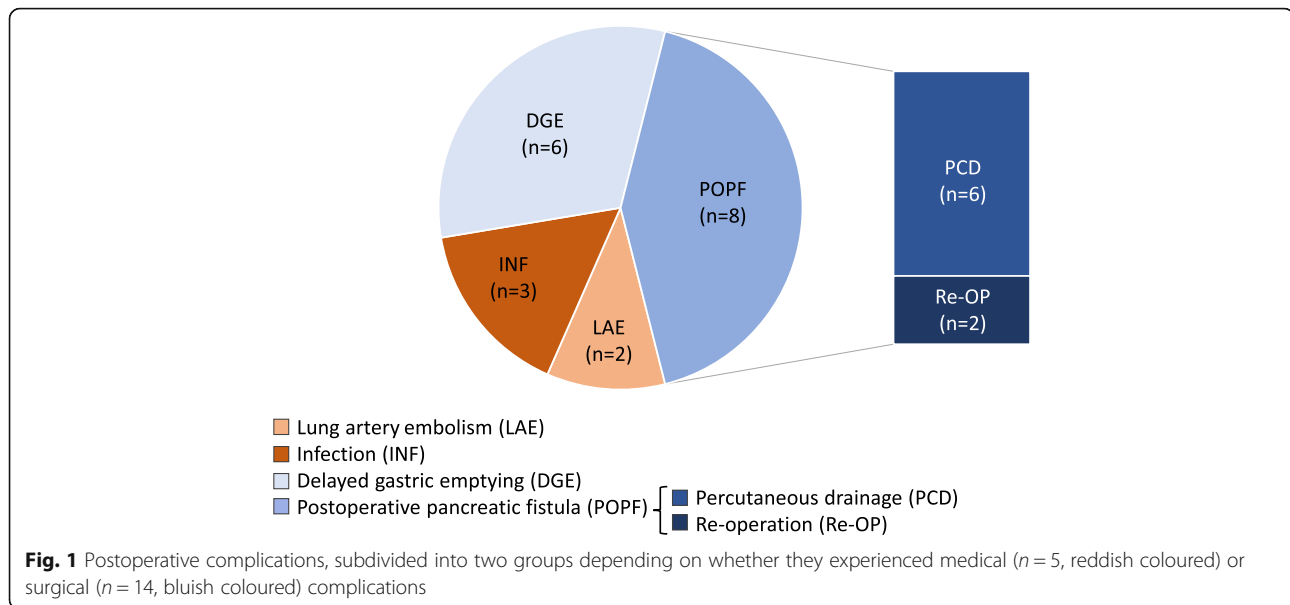 DGE
(n=6)
POPF
(n=8)
INF
(n=3)
LAE
(n=2)
PCD
(n=6)
Re-OP
(n=2)
Lung artery embolism (LAE)
Infection (INF)
Delayed gastric emptying (DGE)
Postoperative pancreatic fistula (POPF)
Percutaneous drainage (PCD)
Re-operation (Re-OP)
Fig. 1 Postoperative complications, subdivided into two groups depending on whether they experienced medical (n = 5, reddish coloured) or
surgical (n = 14, bluish coloured) complications